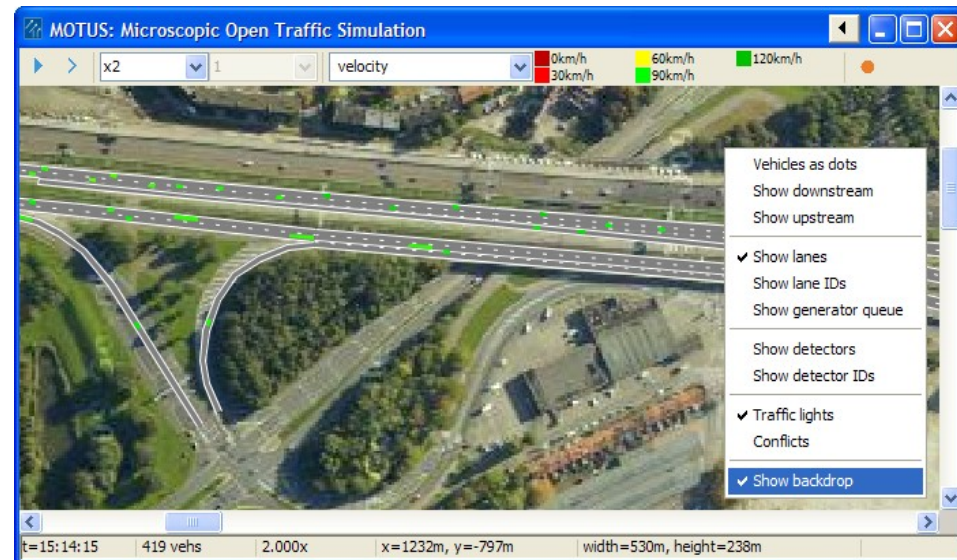 MOTUS: Microscopic Open Traffic Simulation
x2
1
velocity
0km/h 60km/h 120km/h
30km/h 90km/h
Vehicles as dots
Show downstream
Show upstream
Show lanes
Show lane IDs
Show generator queue
Show detectors
Show detector IDs
Traffic lights
Conflicts
Show backdrop
t=15:14:15 419 vehs 2.000x x=1232m, y=-797m width=530m, height=238m